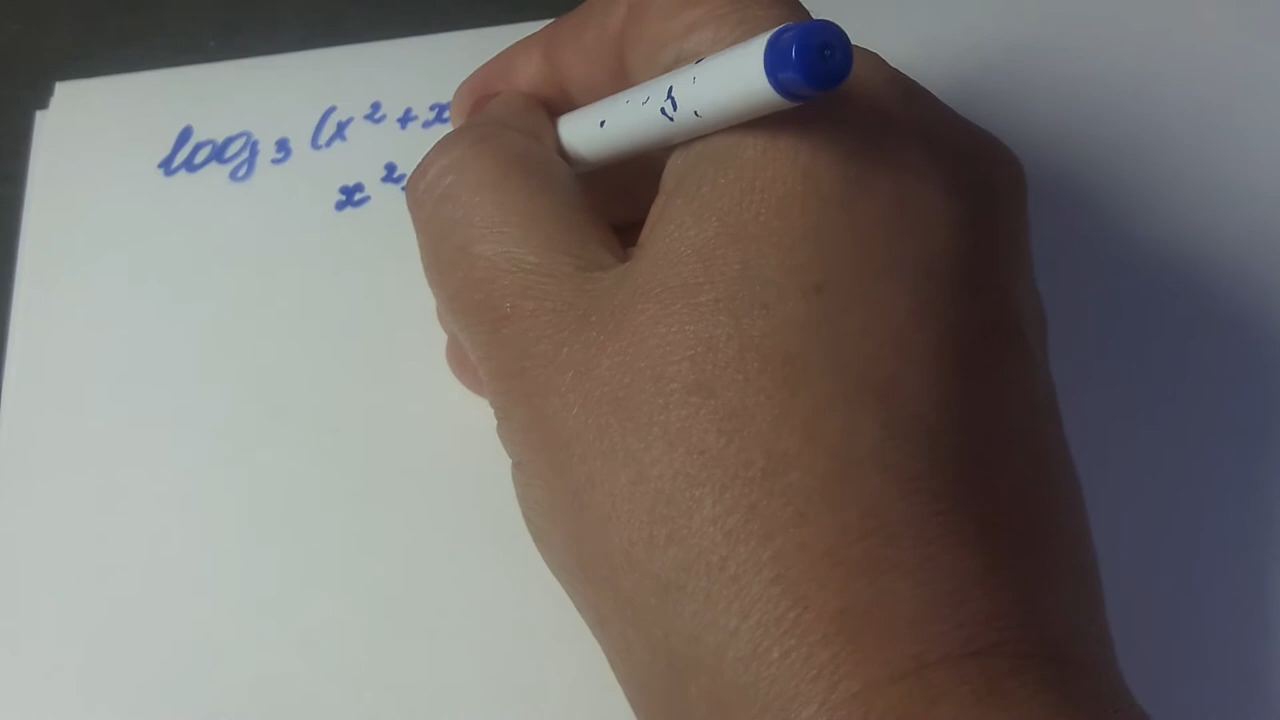 log₃ (x² + x
x²